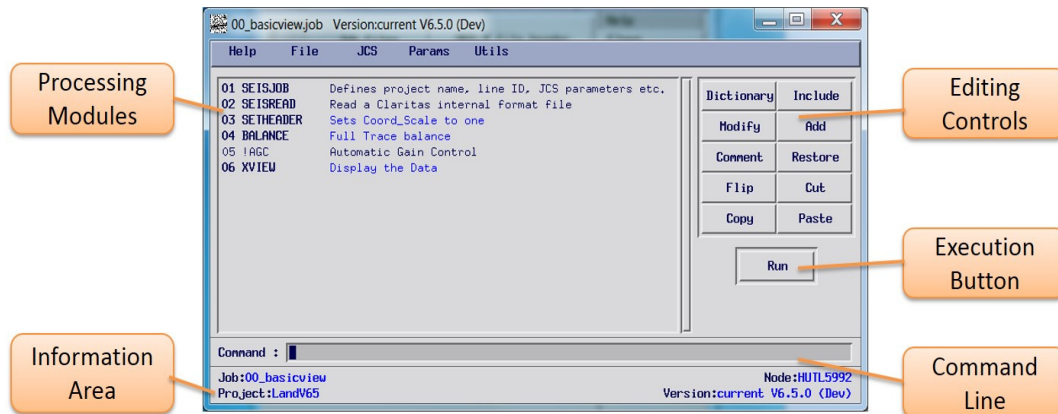 00_basicview.job Version:current V6.5.0 (Dev)
Help File JCS Params Utils
Processing
Modules
01 SEISJOB Defines project name, line ID, JCS parameters etc.
02 SEISREAD Read a Claritas internal format file
03 SETHEADER Sets Coord_Scale to one
04 BALANCE Full Trace balance
05 !AGC Automatic Gain Control
06 XVIEW Display the Data
Dictionary Include
Modify Add
Comment Restore
Flip Cut
Copy Paste
Run
Editing
Controls
Execution
Button
Command :
Information
Area
Job:00_basicview
Project:LandV65
Node:HUTL5992
Version:current V6.5.0 (Dev)
Command
Line